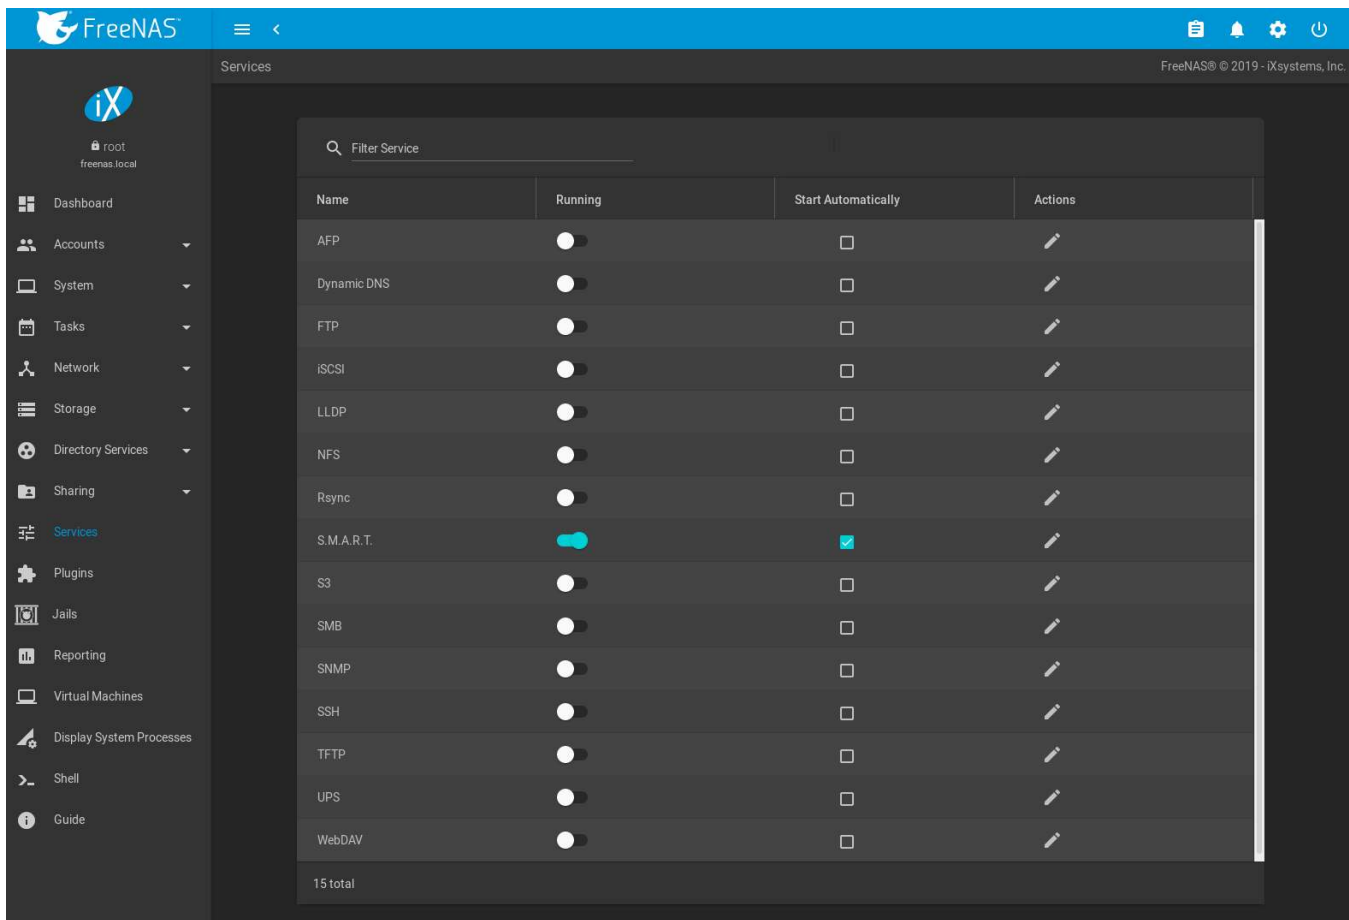 FreeNAS
Services
FreeNAS® © 2019 - iXsystems, Inc.
iX
root
freenas.local
Dashboard
Accounts
System
Tasks
Network
Storage
Directory Services
Sharing
Services
Plugins
Jails
Reporting
Virtual Machines
Display System Processes
Shell
Guide
Filter Service
Name Running Start Automatically Actions
AFP
Dynamic DNS
FTP
iSCSI
LLDP
NFS
Rsync
S.M.A.R.T.
S3
SMB
SNMP
SSH
TFTP
UPS
WebDAV
15 total